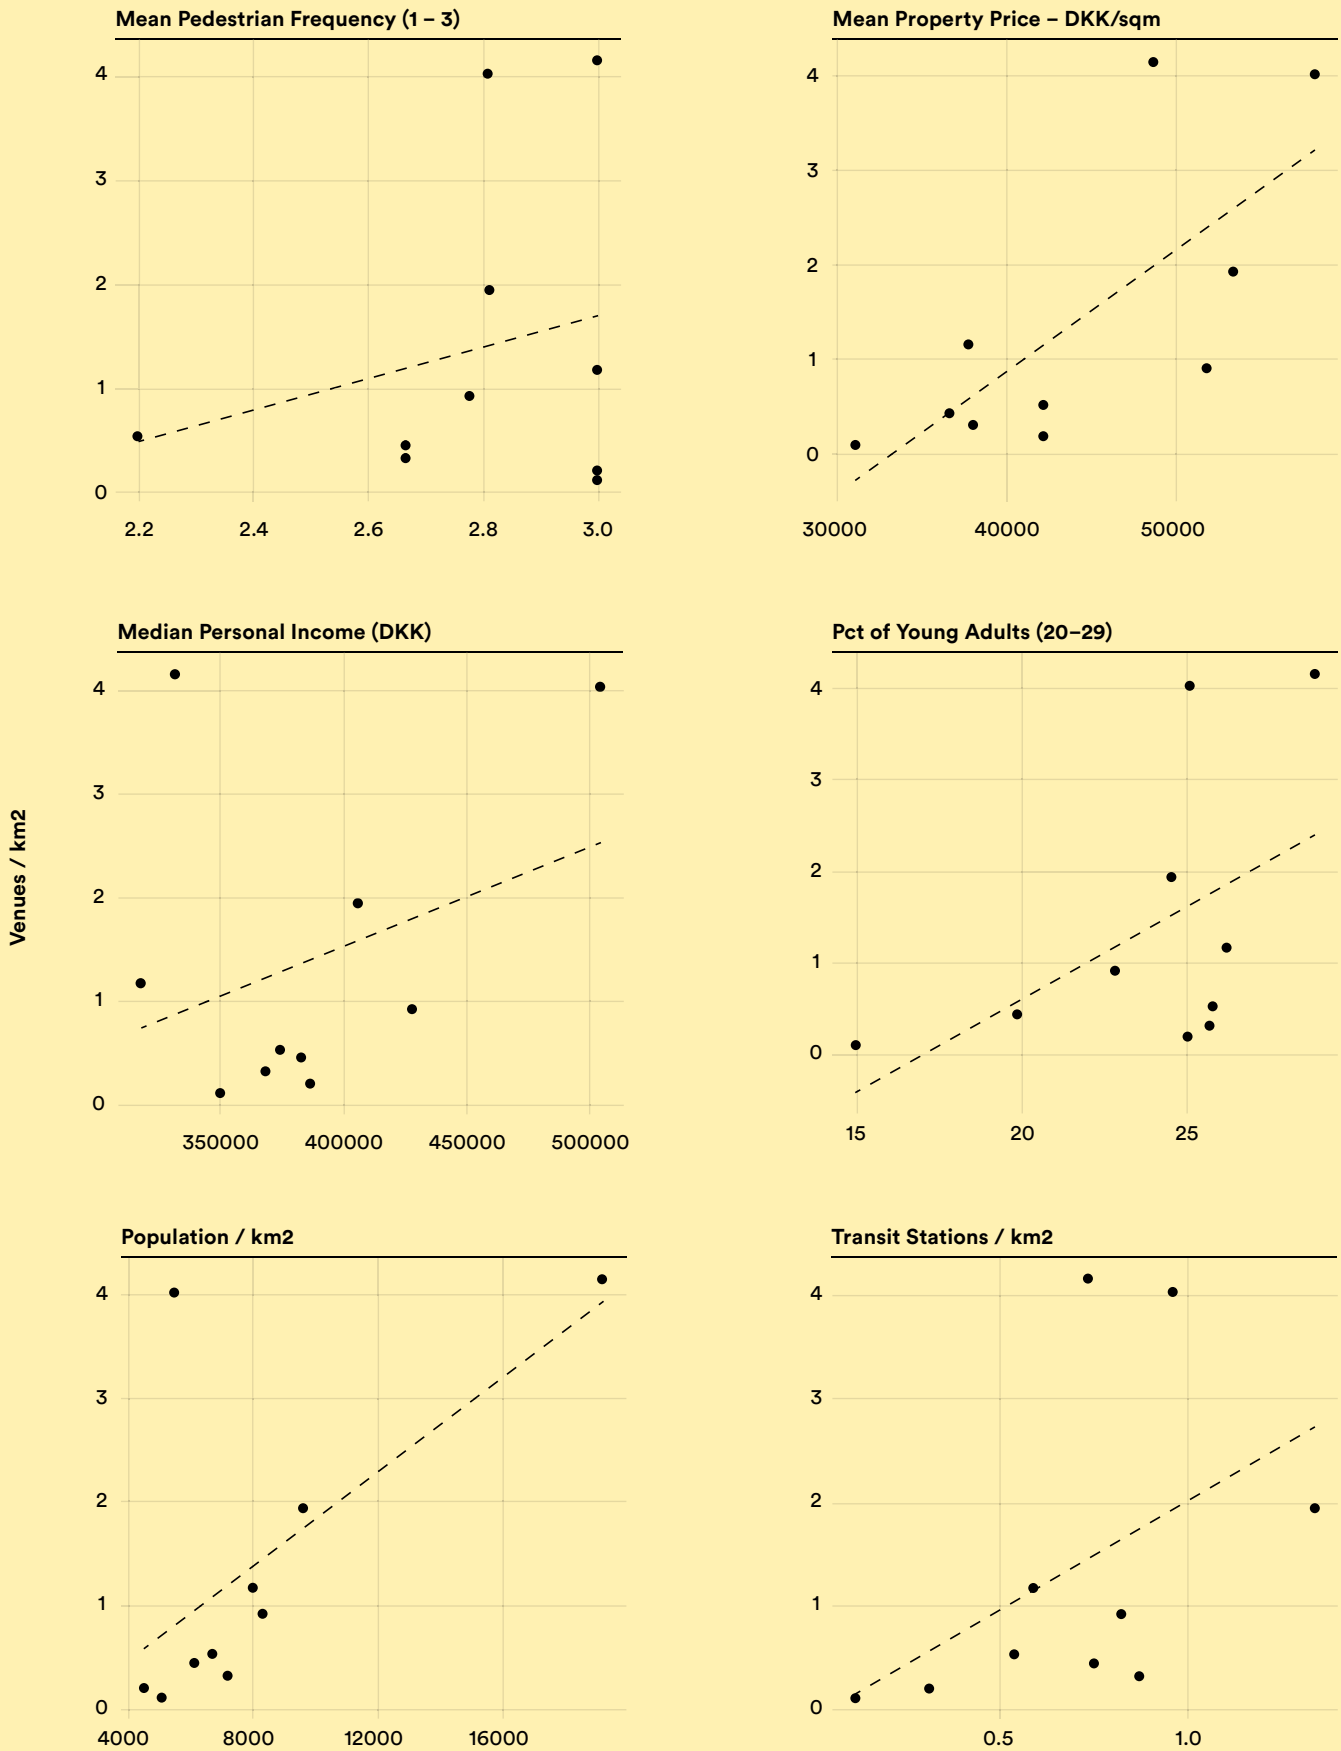 Mean Pedestrian Frequency (1 – 3)
4
3
2
1
0
2.2 2.4 2.6 2.8 3.0
Mean Property Price – DKK/sqm
4
3
2
1
0
30000 40000 50000
Venues / km2
Median Personal Income (DKK)
4
3
2
1
0
350000 400000 450000 500000
Pct of Young Adults (20–29)
4
3
2
1
0
15 20 25
Population / km2
4
3
2
1
0
4000 8000 12000 16000
Transit Stations / km2
4
3
2
1
0
0.5 1.0